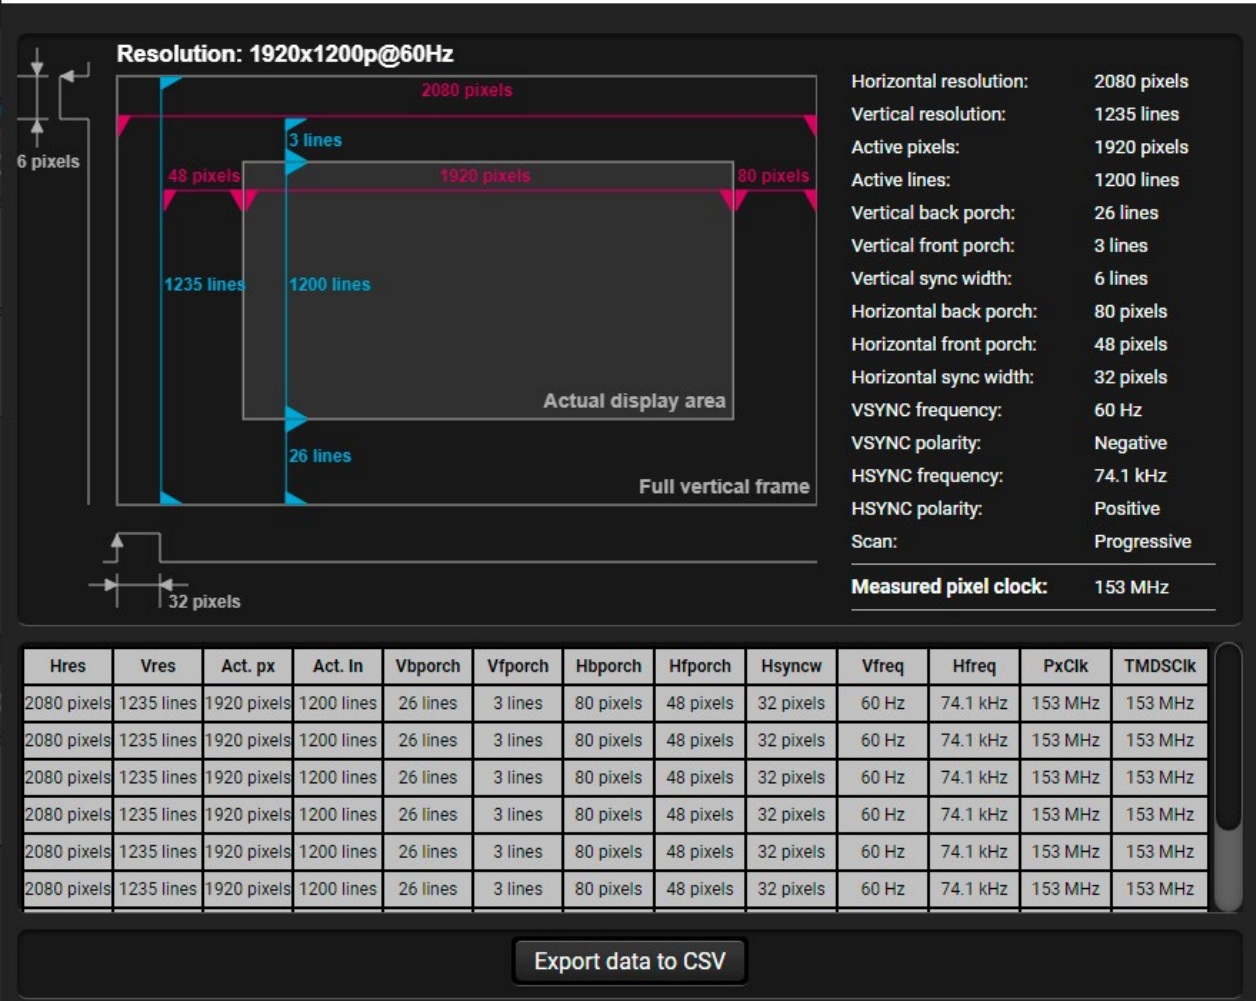 Resolution: 1920x1200p@60Hz
2080 pixels
3 lines
6 pixels
48 pixels
1920 pixels
80 pixels
1235 lines
1200 lines
Actual display area
26 lines
Full vertical frame
32 pixels
Horizontal resolution: 2080 pixels
Vertical resolution: 1235 lines
Active pixels: 1920 pixels
Active lines: 1200 lines
Vertical back porch: 26 lines
Vertical front porch: 3 lines
Vertical sync width: 6 lines
Horizontal back porch: 80 pixels
Horizontal front porch: 48 pixels
Horizontal sync width: 32 pixels
VSYNC frequency: 60 Hz
VSYNC polarity: Negative
HSYNC frequency: 74.1 kHz
HSYNC polarity: Positive
Scan: Progressive
Measured pixel clock: 153 MHz
Hres Vres Act. px Act. ln Vbporch Vfporch Hbporch Hfporch Hsyncw Vfreq Hfreq PxClk TMDSClk
2080 pixels 1235 lines 1920 pixels 1200 lines 26 lines 3 lines 80 pixels 48 pixels 32 pixels 60 Hz 74.1 kHz 153 MHz 153 MHz
2080 pixels 1235 lines 1920 pixels 1200 lines 26 lines 3 lines 80 pixels 48 pixels 32 pixels 60 Hz 74.1 kHz 153 MHz 153 MHz
2080 pixels 1235 lines 1920 pixels 1200 lines 26 lines 3 lines 80 pixels 48 pixels 32 pixels 60 Hz 74.1 kHz 153 MHz 153 MHz
2080 pixels 1235 lines 1920 pixels 1200 lines 26 lines 3 lines 80 pixels 48 pixels 32 pixels 60 Hz 74.1 kHz 153 MHz 153 MHz
2080 pixels 1235 lines 1920 pixels 1200 lines 26 lines 3 lines 80 pixels 48 pixels 32 pixels 60 Hz 74.1 kHz 153 MHz 153 MHz
2080 pixels 1235 lines 1920 pixels 1200 lines 26 lines 3 lines 80 pixels 48 pixels 32 pixels 60 Hz 74.1 kHz 153 MHz 153 MHz
Export data to CSV